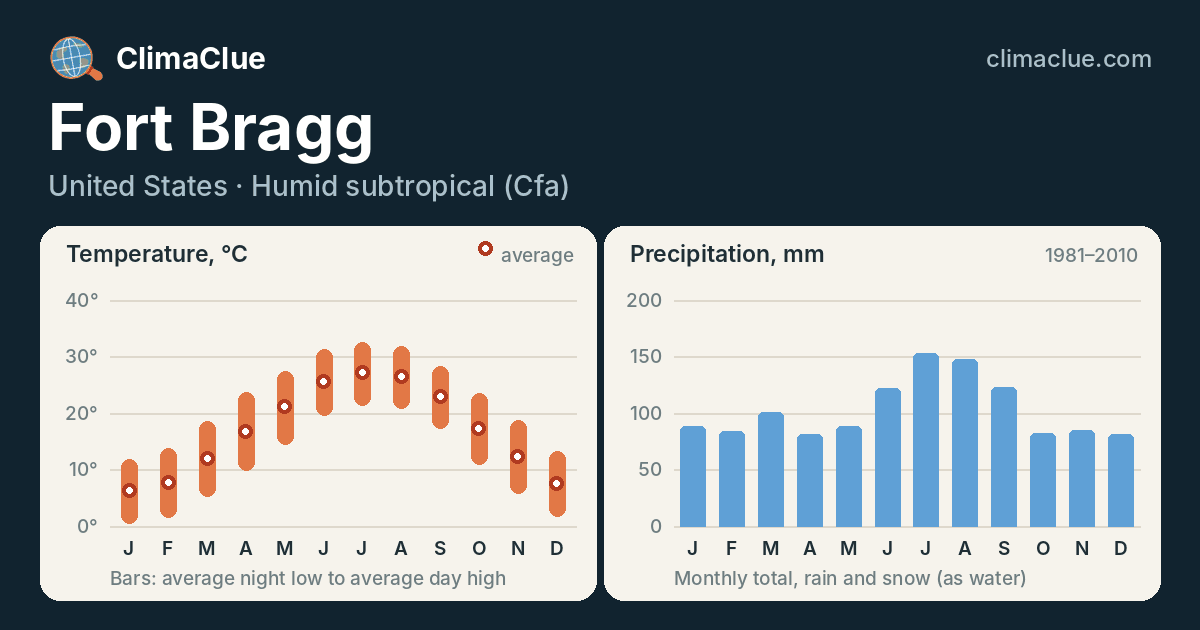 ClimaClue
climaclue.com
Fort Bragg
United States · Humid subtropical (Cfa)
Temperature, °C
average
40°
30°
20°
10°
0°
J F M A M J J A S O N D
Bars: average night low to average day high
Precipitation, mm
1981–2010
200
150
100
50
0
J F M A M J J A S O N D
Monthly total, rain and snow (as water)